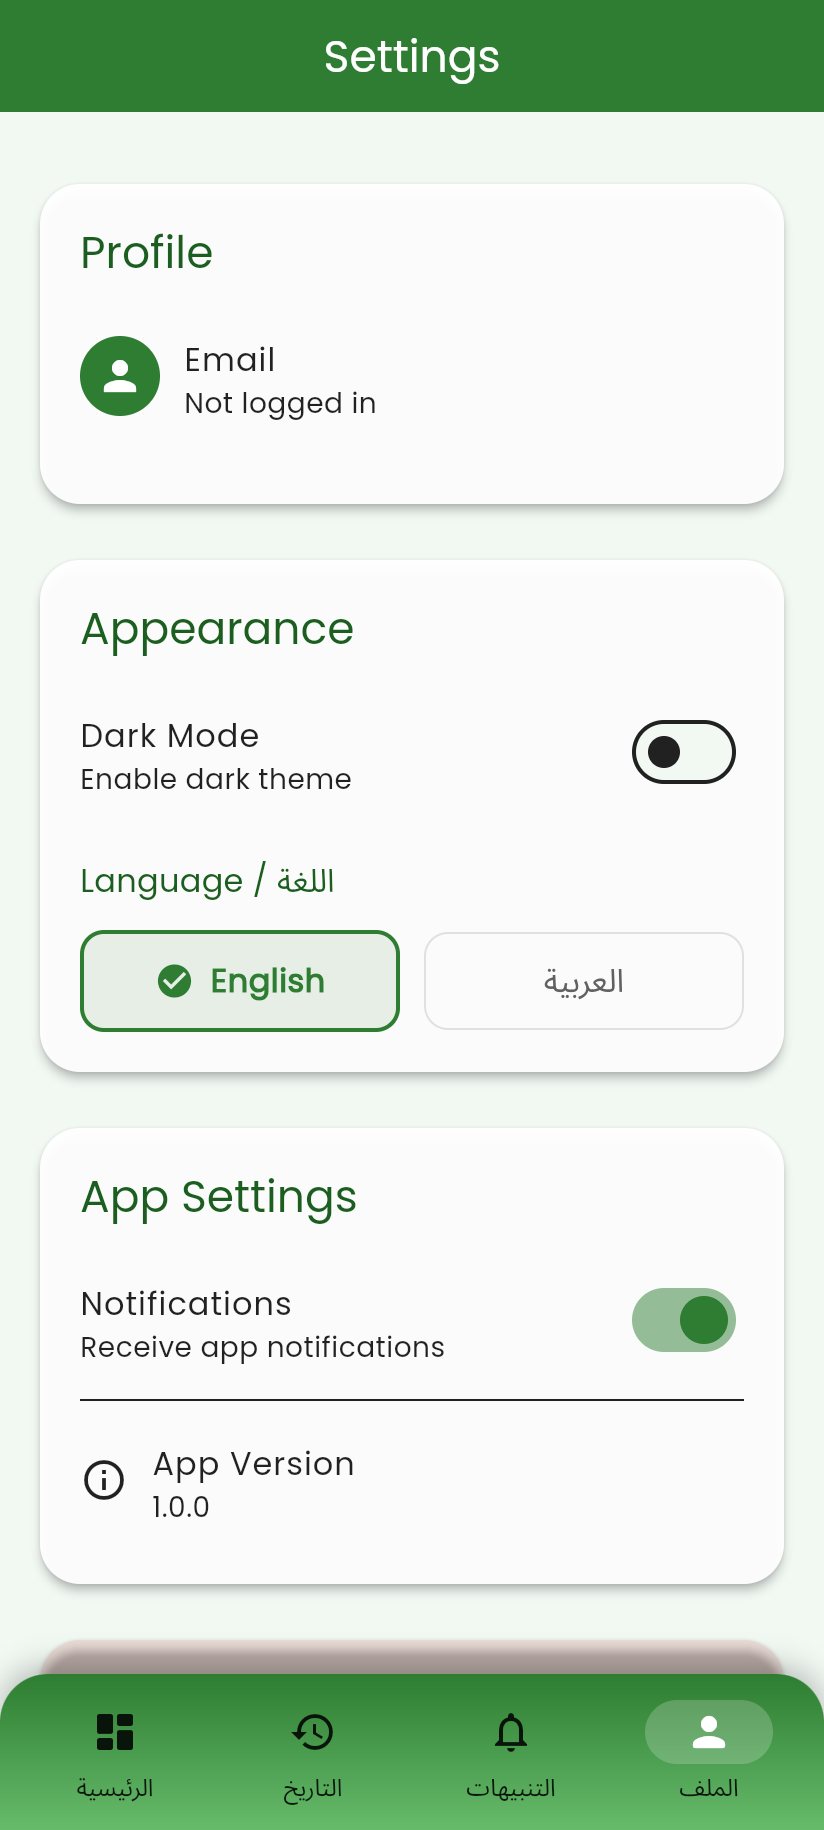 Settings
Profile
Email
Not logged in
Appearance
Dark Mode
Enable dark theme
Language / اللغة
English
العربية
App Settings
Notifications
Receive app notifications
App Version
1.0.0
الرئيسية
التاريخ
التنبيهات
الملف